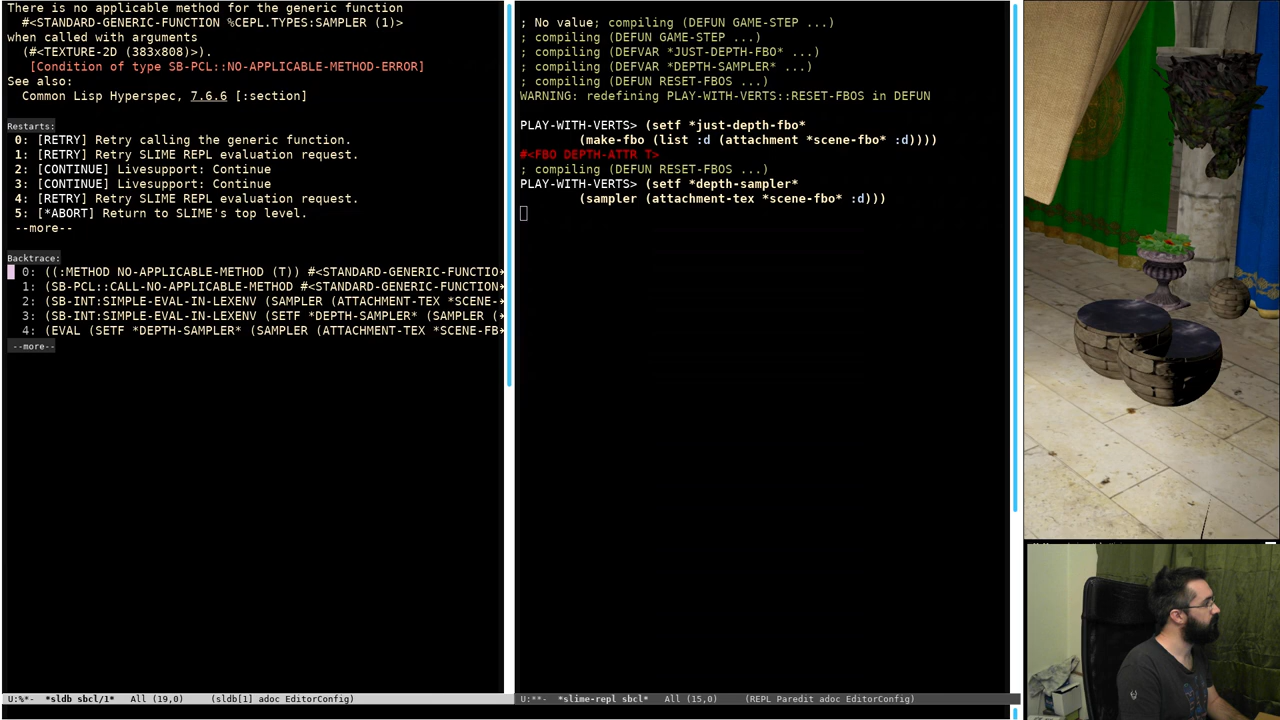 There is no applicable method for the generic function
#<STANDARD-GENERIC-FUNCTION %CEPL.TYPES:SAMPLER (1)>
when called with arguments
(#<TEXTURE-2D (383x808)>).
[Condition of type SB-PCL::NO-APPLICABLE-METHOD-ERROR]
See also:
Common Lisp Hyperspec, 7.6.6 [:section]
Restarts:
0: [RETRY] Retry calling the generic function.
1: [RETRY] Retry SLIME REPL evaluation request.
2: [CONTINUE] Livesupport: Continue
3: [CONTINUE] Livesupport: Continue
4: [RETRY] Retry SLIME REPL evaluation request.
5: [*ABORT] Return to SLIME's top level.
--more--
Backtrace:
0: ((:METHOD NO-APPLICABLE-METHOD (T)) #<STANDARD-GENERIC-FUNCTIO
1: (SB-PCL::CALL-NO-APPLICABLE-METHOD #<STANDARD-GENERIC-FUNCTION
2: (SB-INT:SIMPLE-EVAL-IN-LEXENV (SAMPLER (ATTACHMENT-TEX *SCENE-
3: (SB-INT:SIMPLE-EVAL-IN-LEXENV (SETF *DEPTH-SAMPLER* (SAMPLER (
4: (EVAL (SETF *DEPTH-SAMPLER* (SAMPLER (ATTACHMENT-TEX *SCENE-FB
--more--
U:%*- *sldb sbcl/1* All (19,0) (sldb[1] adoc EditorConfig)
; No value; compiling (DEFUN GAME-STEP ...)
; compiling (DEFUN GAME-STEP ...)
; compiling (DEFVAR *JUST-DEPTH-FBO* ...)
; compiling (DEFVAR *DEPTH-SAMPLER* ...)
; compiling (DEFUN RESET-FBOS ...)
WARNING: redefining PLAY-WITH-VERTS::RESET-FBOS in DEFUN
PLAY-WITH-VERTS> (setf *just-depth-fbo*
(make-fbo (list :d (attachment *scene-fbo* :d))))
#<FBO DEPTH-ATTR T>
; compiling (DEFUN RESET-FBOS ...)
PLAY-WITH-VERTS> (setf *depth-sampler*
(sampler (attachment-tex *scene-fbo* :d)))
U:**- *slime-repl sbcl* All (15,0) (REPL Paredit adoc EditorConfig)